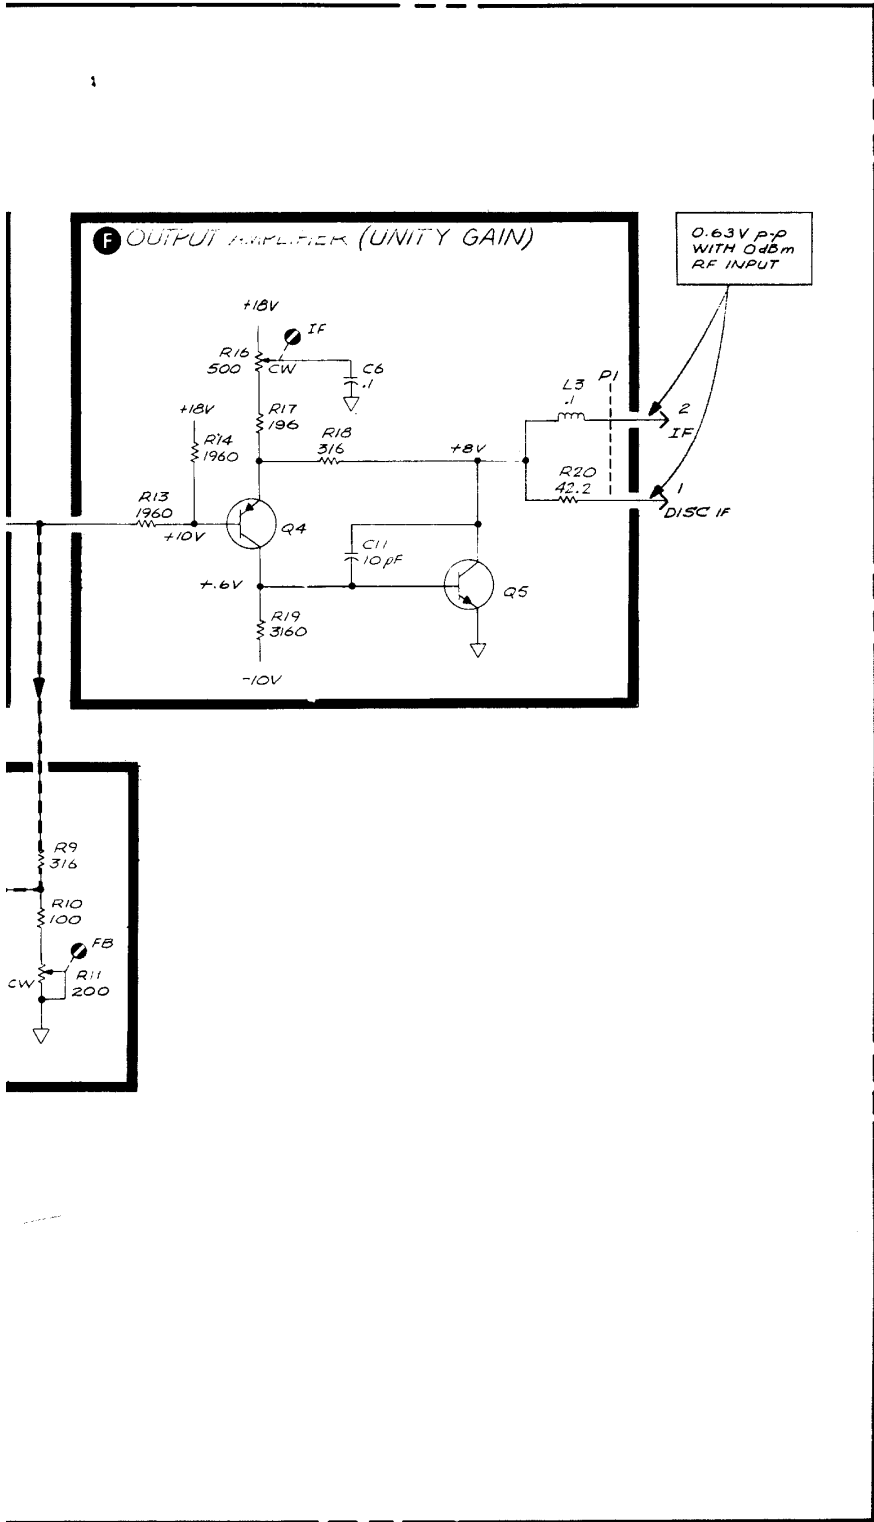 F OUTPUT AMPLIFIER (UNITY GAIN)
0.63V p-p
WITH 0dBm
RF INPUT
+18V
IF
R16
500
CW
C6
.1
R17
196
+18V
R14
1960
R18
316
+8V
L3
.1
P1
2
IF
R20
42.2
1
DISC IF
R13
1960
+10V
Q4
C11
10pF
+.6V
Q5
R19
3160
-10V
R9
316
R10
100
FB
CW
R11
200